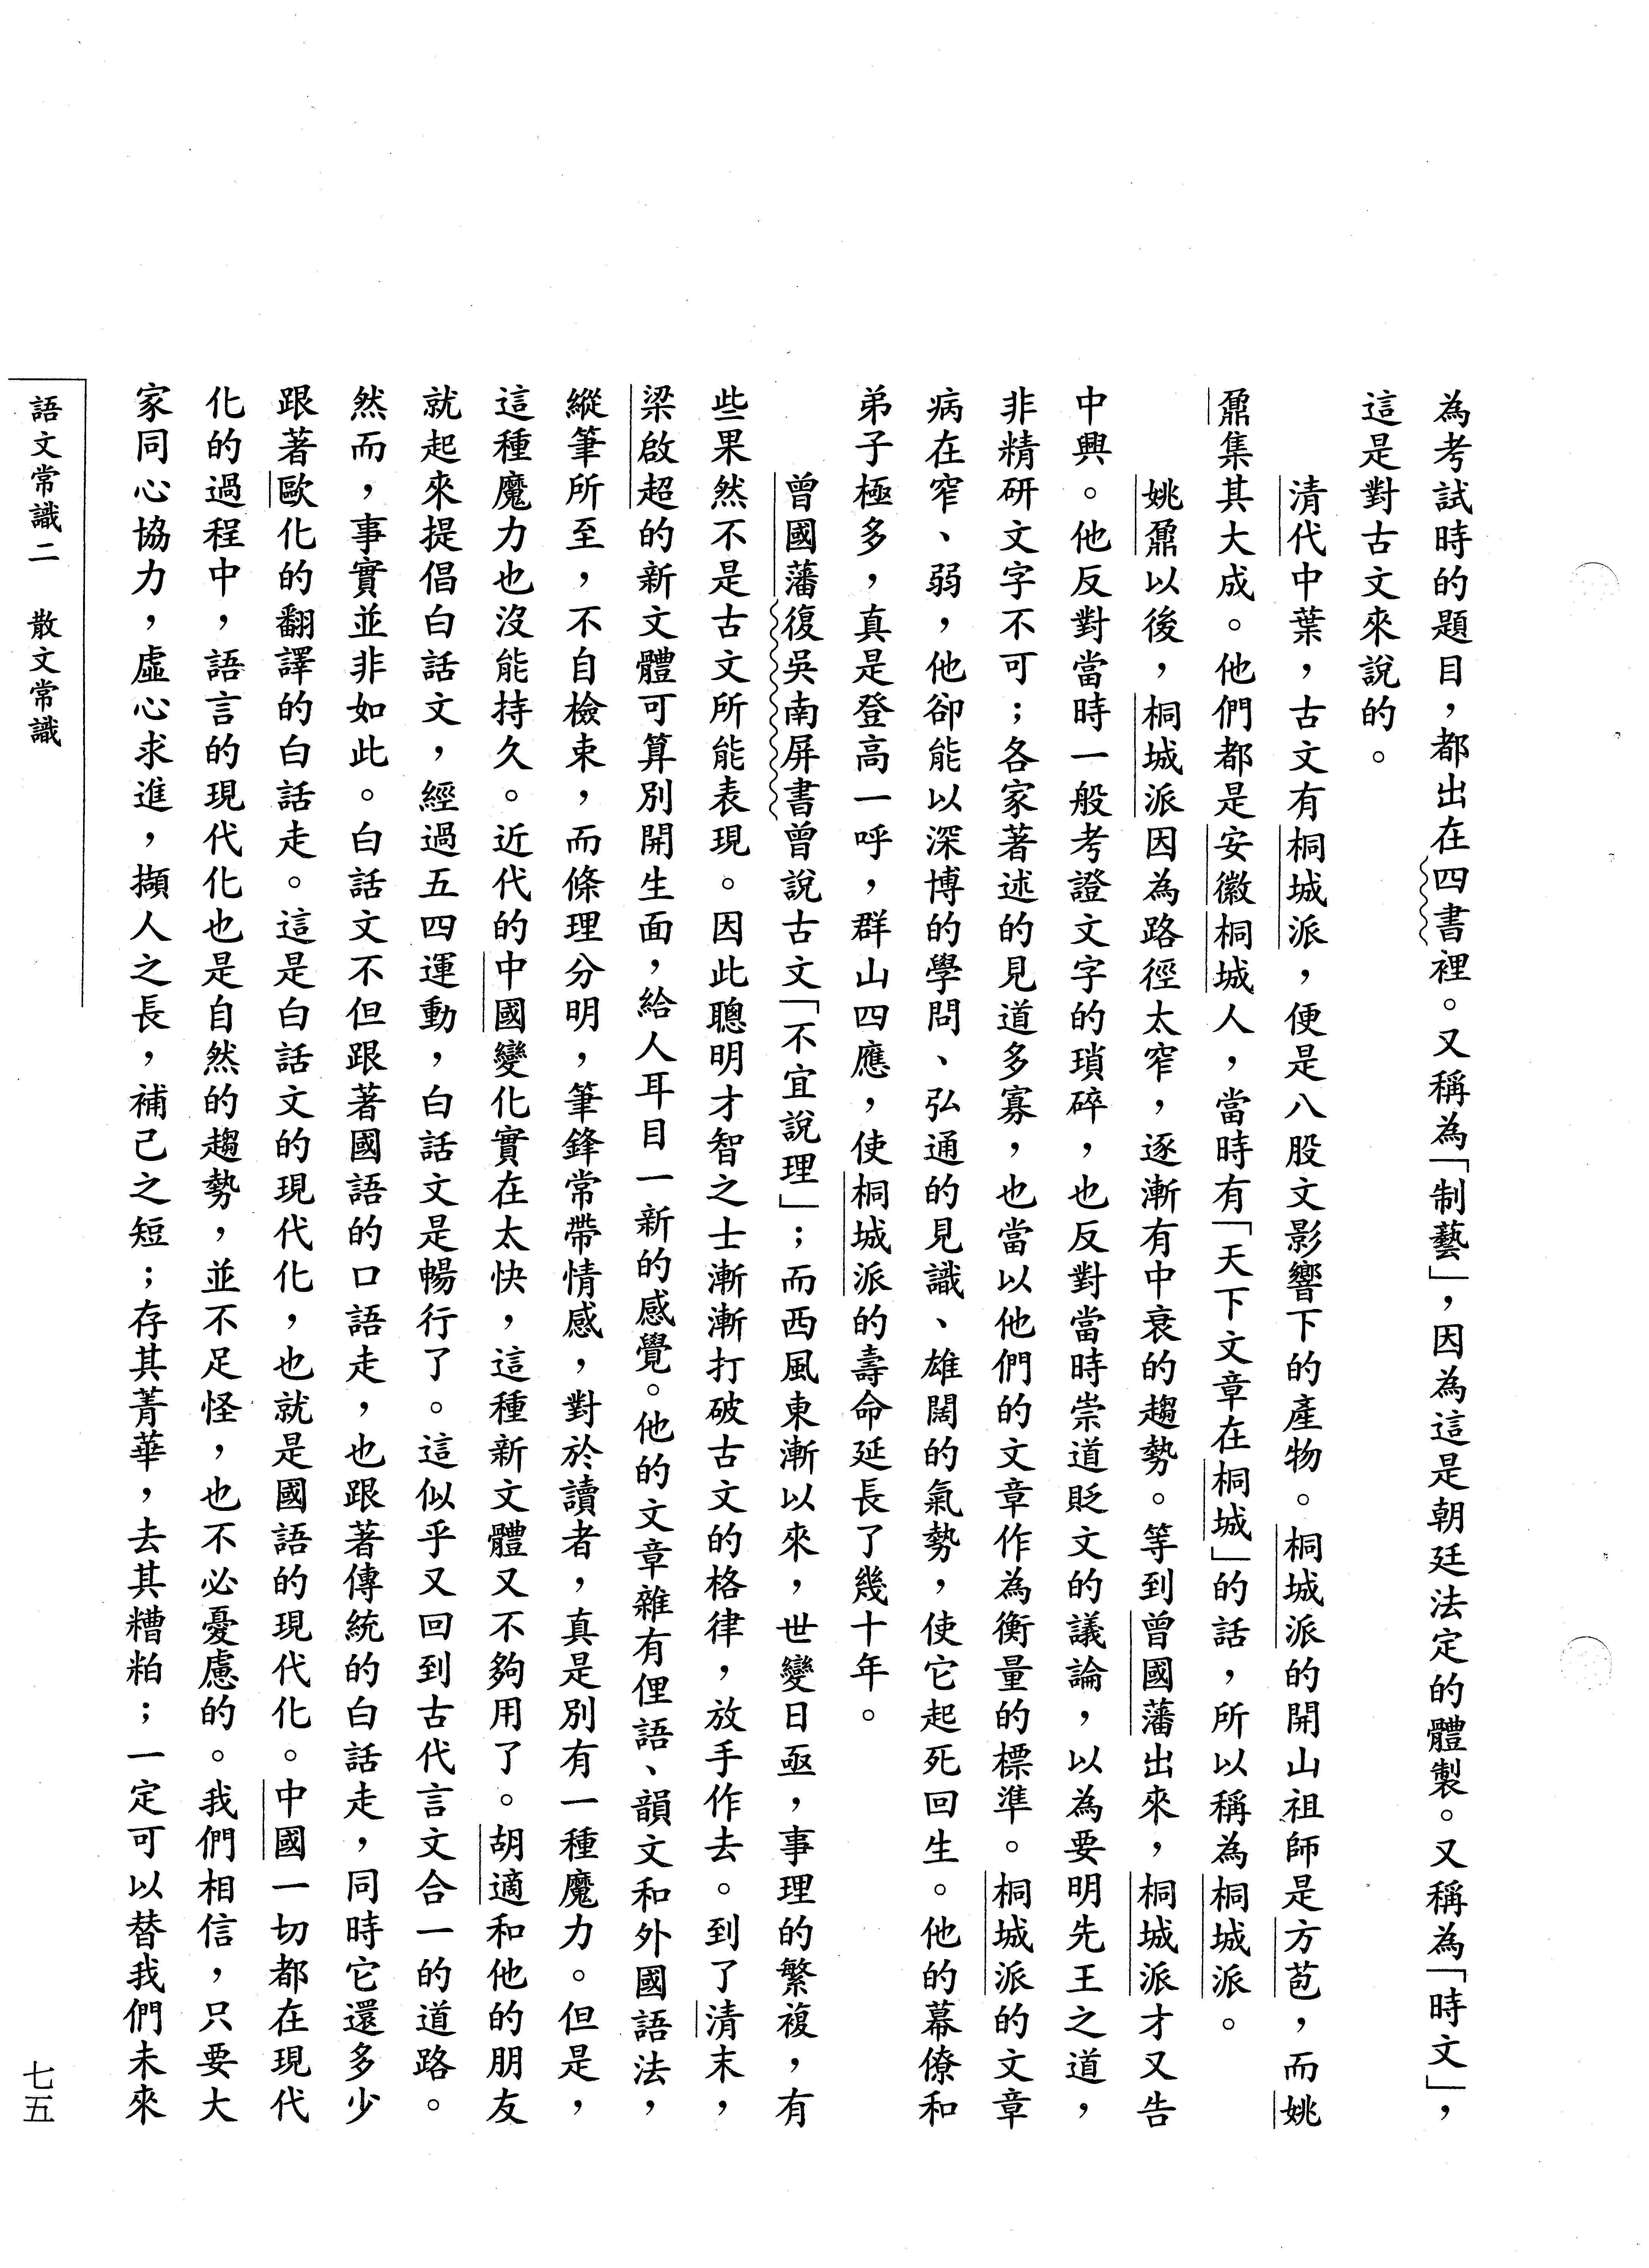 為考試時的題目，都出在四書裡。又稱為「制藝」，因為這是朝廷法定的體製。又稱為「時文」，
這是對古文來說的。
清代中葉，古文有桐城派，便是八股文影響下的產物。桐城派的開山祖師是方苞，而姚
鼐集其大成。他們都是安徽桐城人，當時有「天下文章在桐城」的話，所以稱為桐城派。
姚鼐以後，桐城派因為路徑太窄，逐漸有中衰的趨勢。等到曾國藩出來，桐城派才又告
中興。他反對當時一般考證文字的瑣碎，也反對當時崇道貶文的議論，以為要明先王之道，
非精研文字不可；各家著述的見道多寡，也當以他們的文章作為衡量的標準。桐城派的文章
病在窄、弱，他卻能以深博的學問、弘通的見識、雄闊的氣勢，使它起死回生。他的幕僚和
弟子極多，真是登高一呼，群山四應，使桐城派的壽命延長了幾十年。
曾國藩復吳南屏書曾說古文「不宜說理」；而西風東漸以來，世變日亟，事理的繁複，有
些果然不是古文所能表現。因此聰明才智之士漸漸打破古文的格律，放手作去。到了清末，
梁啟超的新文體可算別開生面，給人耳目一新的感覺。他的文章雜有俚語、韻文和外國語法，
縱筆所至，不自檢束，而條理分明，筆鋒常帶情感，對於讀者，真是別有一種魔力。但是，
這種魔力也沒能持久。近代的中國變化實在太快，這種新文體又不夠用了。胡適和他的朋友
就起來提倡白話文，經過五四運動，白話文是暢行了。這似乎又回到古代言文合一的道路。
然而，事實並非如此。白話文不但跟著國語的口語走，也跟著傳統的白話走，同時它還多少
跟著歐化的翻譯的白話走。這是白話文的現代化，也就是國語的現代化。中國一切都在現代
化的過程中，語言的現代化也是自然的趨勢，並不足怪，也不必憂慮的。我們相信，只要大
家同心協力，虛心求進，擷人之長，補己之短；存其菁華，去其糟粕；一定可以替我們未來
語文常識二　散文常識
七五